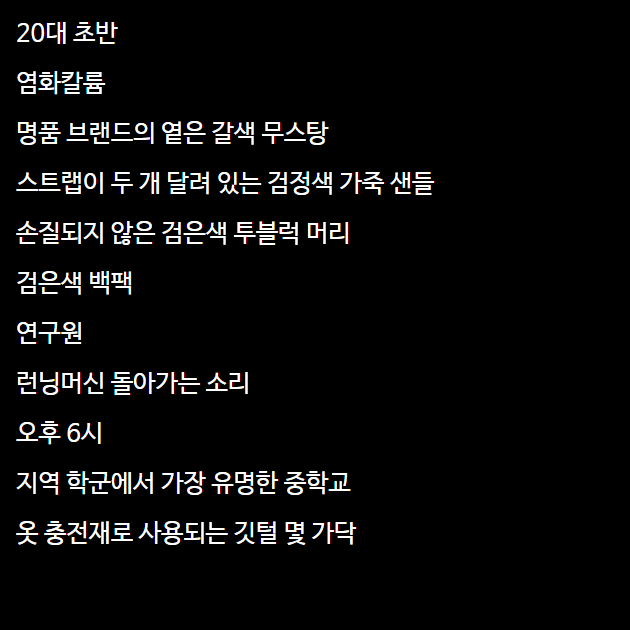 20대 초반
염화칼륨
명품 브랜드의 옅은 갈색 무스탕
스트랩이 두 개 달려 있는 검정색 가죽 샌들
손질되지 않은 검은색 투블럭 머리
검은색 백팩
연구원
런닝머신 돌아가는 소리
오후 6시
지역 학군에서 가장 유명한 중학교
옷 충전재로 사용되는 깃털 몇 가닥